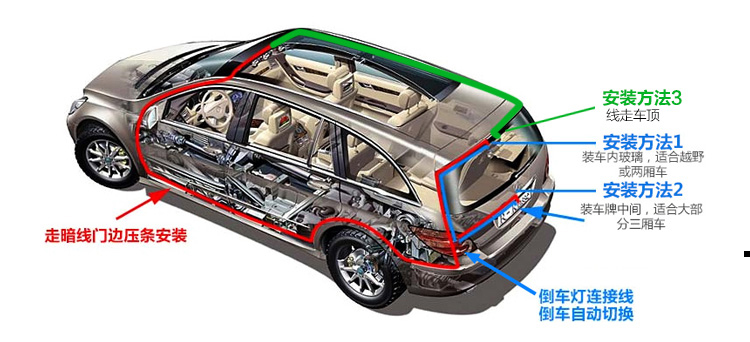 安装方法3
线走车顶
安装方法1
装车内玻璃，适合越野
或两厢车
安装方法2
装车牌中间，适合大部
分三厢车
走暗线门边压条安装
倒车灯连接线
倒车自动切换